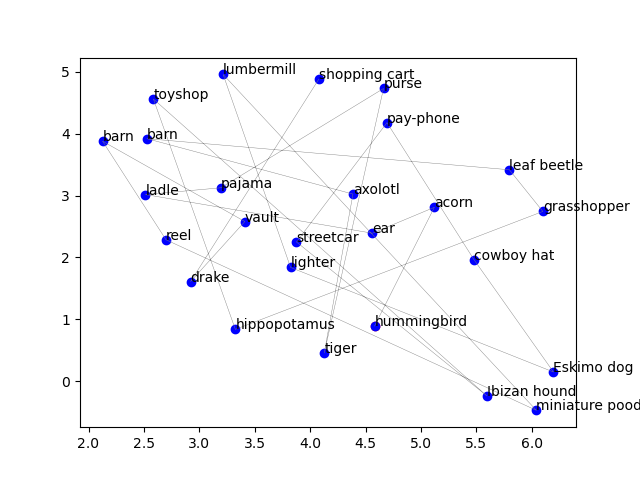 lumbermill
shopping cart
purse
toyshop
pay-phone
barn
barn
leaf beetle
pajama
axolotl
ladle
acorn
grasshopper
vault
ear
reel
streetcar
cowboy hat
lighter
drake
hippopotamus
hummingbird
tiger
Eskimo dog
Ibizan hound
miniature pood
5
4
3
2
1
0
2.0 2.5 3.0 3.5 4.0 4.5 5.0 5.5 6.0